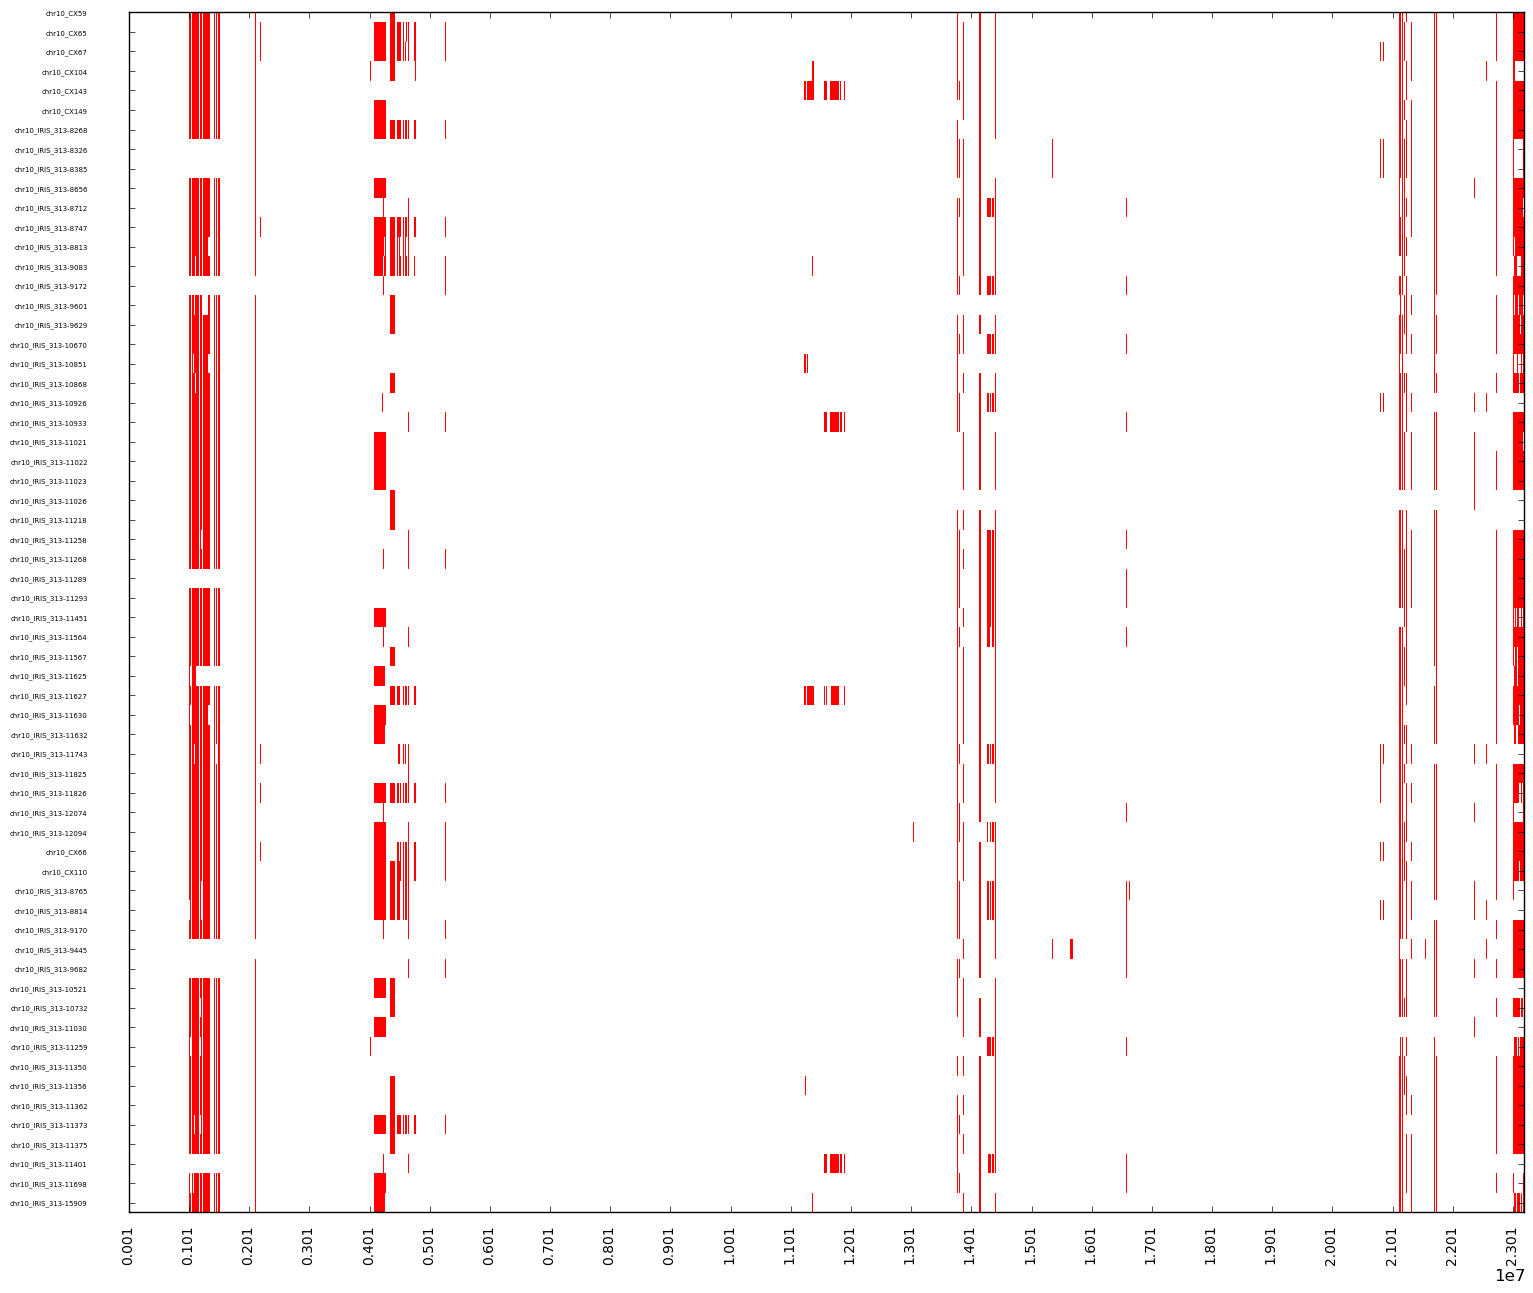 chr10_CX59
chr10_CX65
chr10_CX67
chr10_CX104
chr10_CX143
chr10_CX149
chr10_IRIS_313-8268
chr10_IRIS_313-8326
chr10_IRIS_313-8385
chr10_IRIS_313-8656
chr10_IRIS_313-8712
chr10_IRIS_313-8747
chr10_IRIS_313-8813
chr10_IRIS_313-9083
chr10_IRIS_313-9172
chr10_IRIS_313-9601
chr10_IRIS_313-9629
chr10_IRIS_313-10670
chr10_IRIS_313-10851
chr10_IRIS_313-10868
chr10_IRIS_313-10926
chr10_IRIS_313-10933
chr10_IRIS_313-11021
chr10_IRIS_313-11022
chr10_IRIS_313-11023
chr10_IRIS_313-11026
chr10_IRIS_313-11218
chr10_IRIS_313-11258
chr10_IRIS_313-11268
chr10_IRIS_313-11289
chr10_IRIS_313-11293
chr10_IRIS_313-11451
chr10_IRIS_313-11564
chr10_IRIS_313-11567
chr10_IRIS_313-11625
chr10_IRIS_313-11627
chr10_IRIS_313-11630
chr10_IRIS_313-11632
chr10_IRIS_313-11743
chr10_IRIS_313-11825
chr10_IRIS_313-11826
chr10_IRIS_313-12074
chr10_IRIS_313-12094
chr10_CX66
chr10_CX110
chr10_IRIS_313-8765
chr10_IRIS_313-8814
chr10_IRIS_313-9170
chr10_IRIS_313-9445
chr10_IRIS_313-9682
chr10_IRIS_313-10521
chr10_IRIS_313-10732
chr10_IRIS_313-11030
chr10_IRIS_313-11259
chr10_IRIS_313-11350
chr10_IRIS_313-11356
chr10_IRIS_313-11362
chr10_IRIS_313-11373
chr10_IRIS_313-11375
chr10_IRIS_313-11401
chr10_IRIS_313-11698
chr10_IRIS_313-15909
0.001 0.101 0.201 0.301 0.401 0.501 0.601 0.701 0.801 0.901 1.001 1.101 1.201 1.301 1.401 1.501 1.601 1.701 1.801 1.901 2.001 2.101 2.201 2.301
1e7